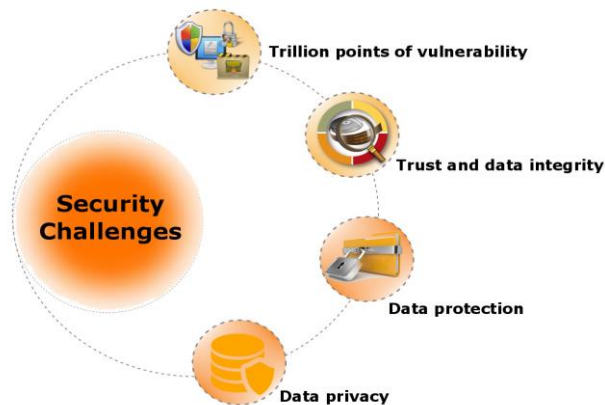 Trillion points of vulnerability
Trust and data integrity
Security
Challenges
Data protection
Data privacy